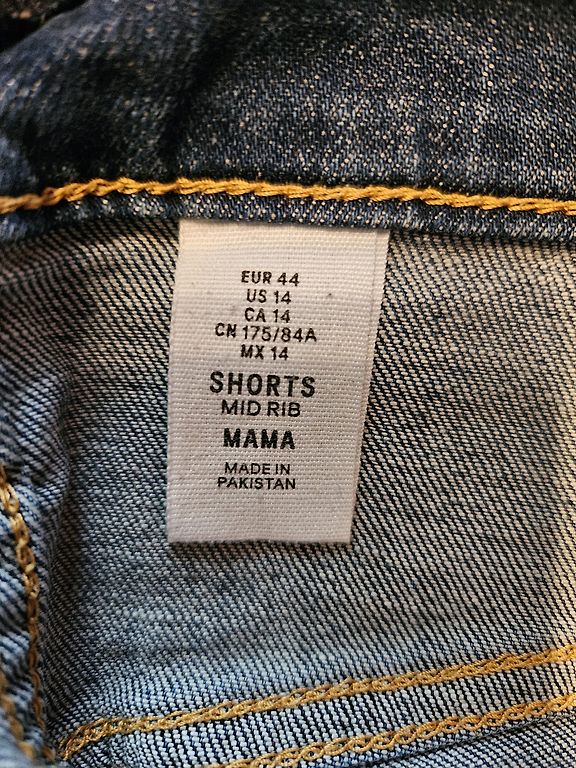 EUR 44
US 14
CA 14
CN 175/84A
MX 14
SHORTS
MID RIB
MAMA
MADE IN
PAKISTAN